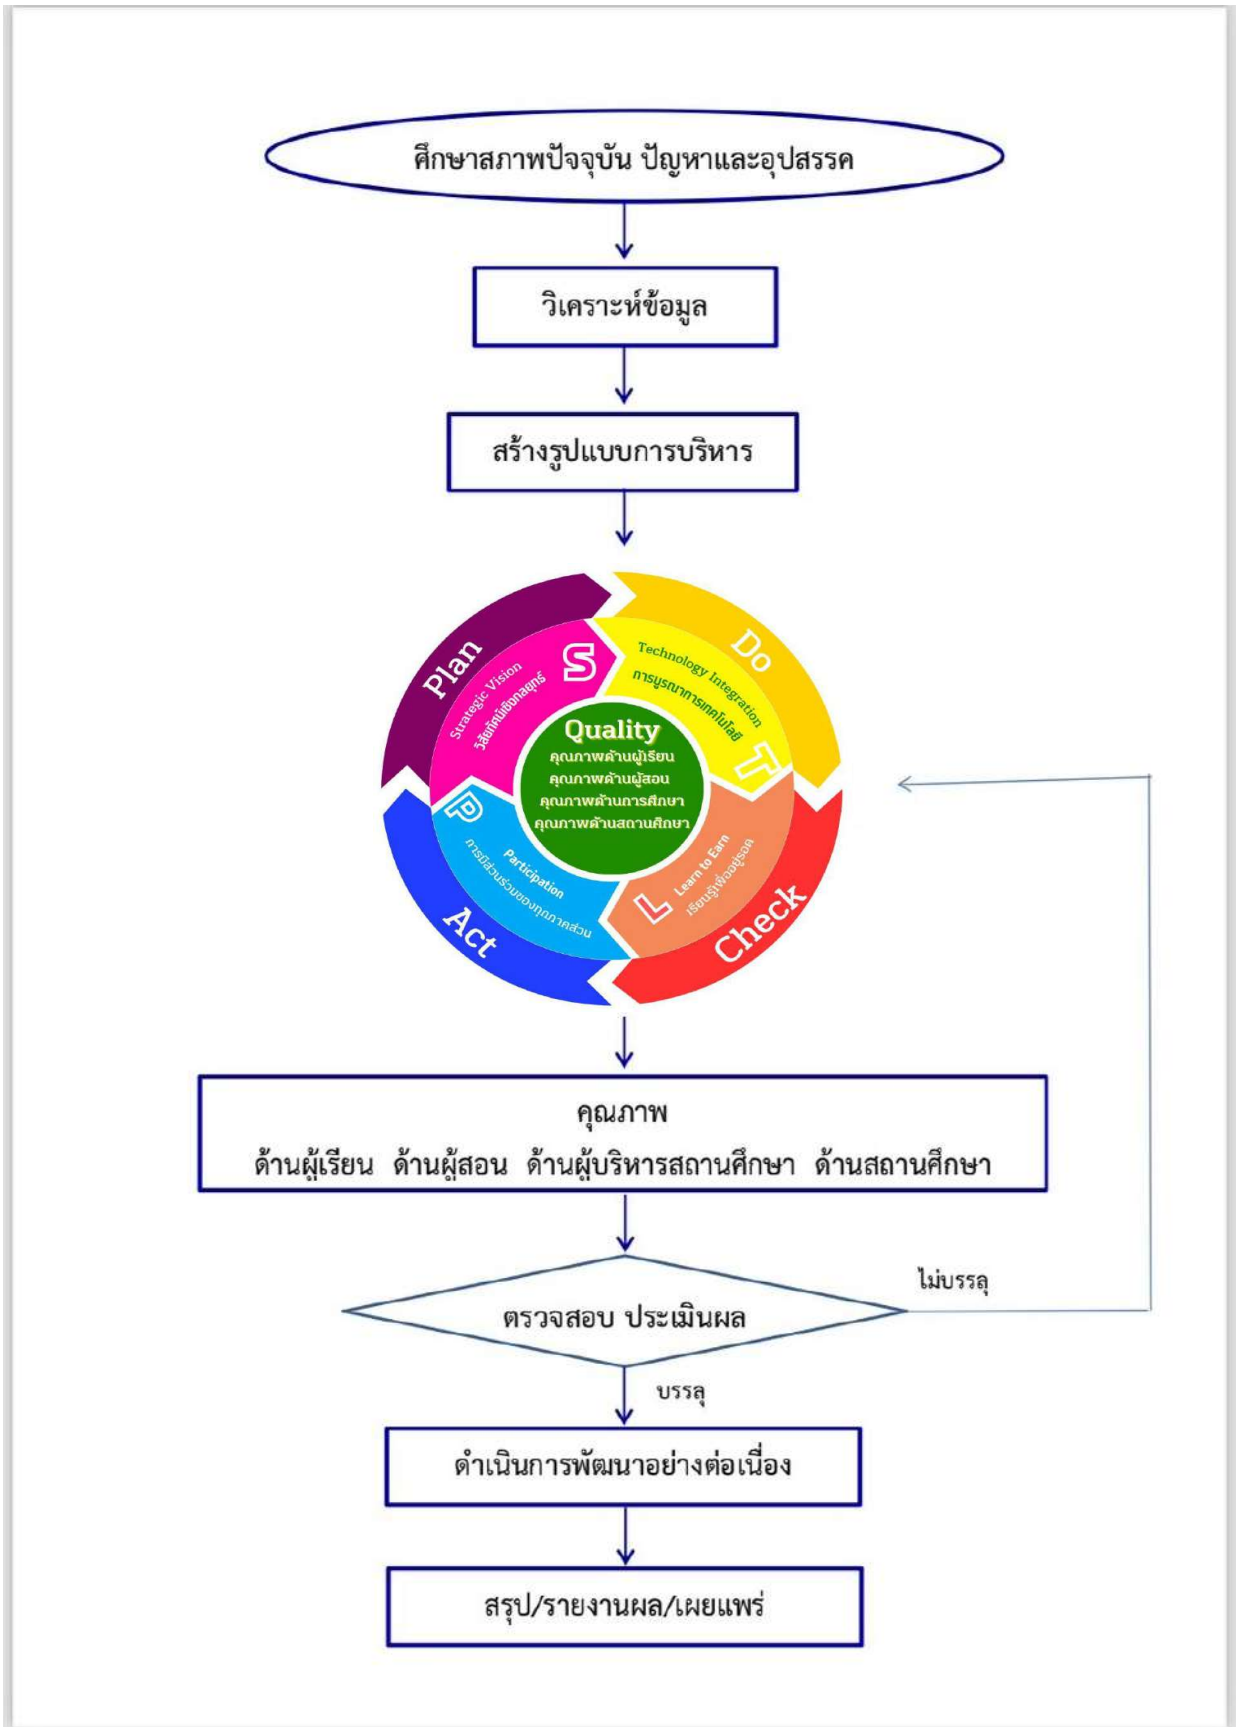 ศึกษาสภาพปัจจุบัน ปัญหาและอุปสรรค
วิเคราะห์ข้อมูล
สร้างรูปแบบการบริหาร
Plan
Do
S
Strategic Vision
วิสัยทัศน์เชิงกลยุทธ์
Technology Integration
การบูรณาการเทคโนโลยี
T
Quality
คุณภาพด้านผู้เรียน
คุณภาพด้านผู้สอน
คุณภาพด้านการศึกษา
คุณภาพด้านสถานศึกษา
P
Participation
การมีส่วนร่วมของทุกภาคส่วน
L
Learn to Earn
เรียนรู้เพื่ออยู่รอด
Act
Check
คุณภาพ
ด้านผู้เรียน ด้านผู้สอน ด้านผู้บริหารสถานศึกษา ด้านสถานศึกษา
ไม่บรรลุ
ตรวจสอบ ประเมินผล
บรรลุ
ดำเนินการพัฒนาอย่างต่อเนื่อง
สรุป/รายงานผล/เผยแพร่